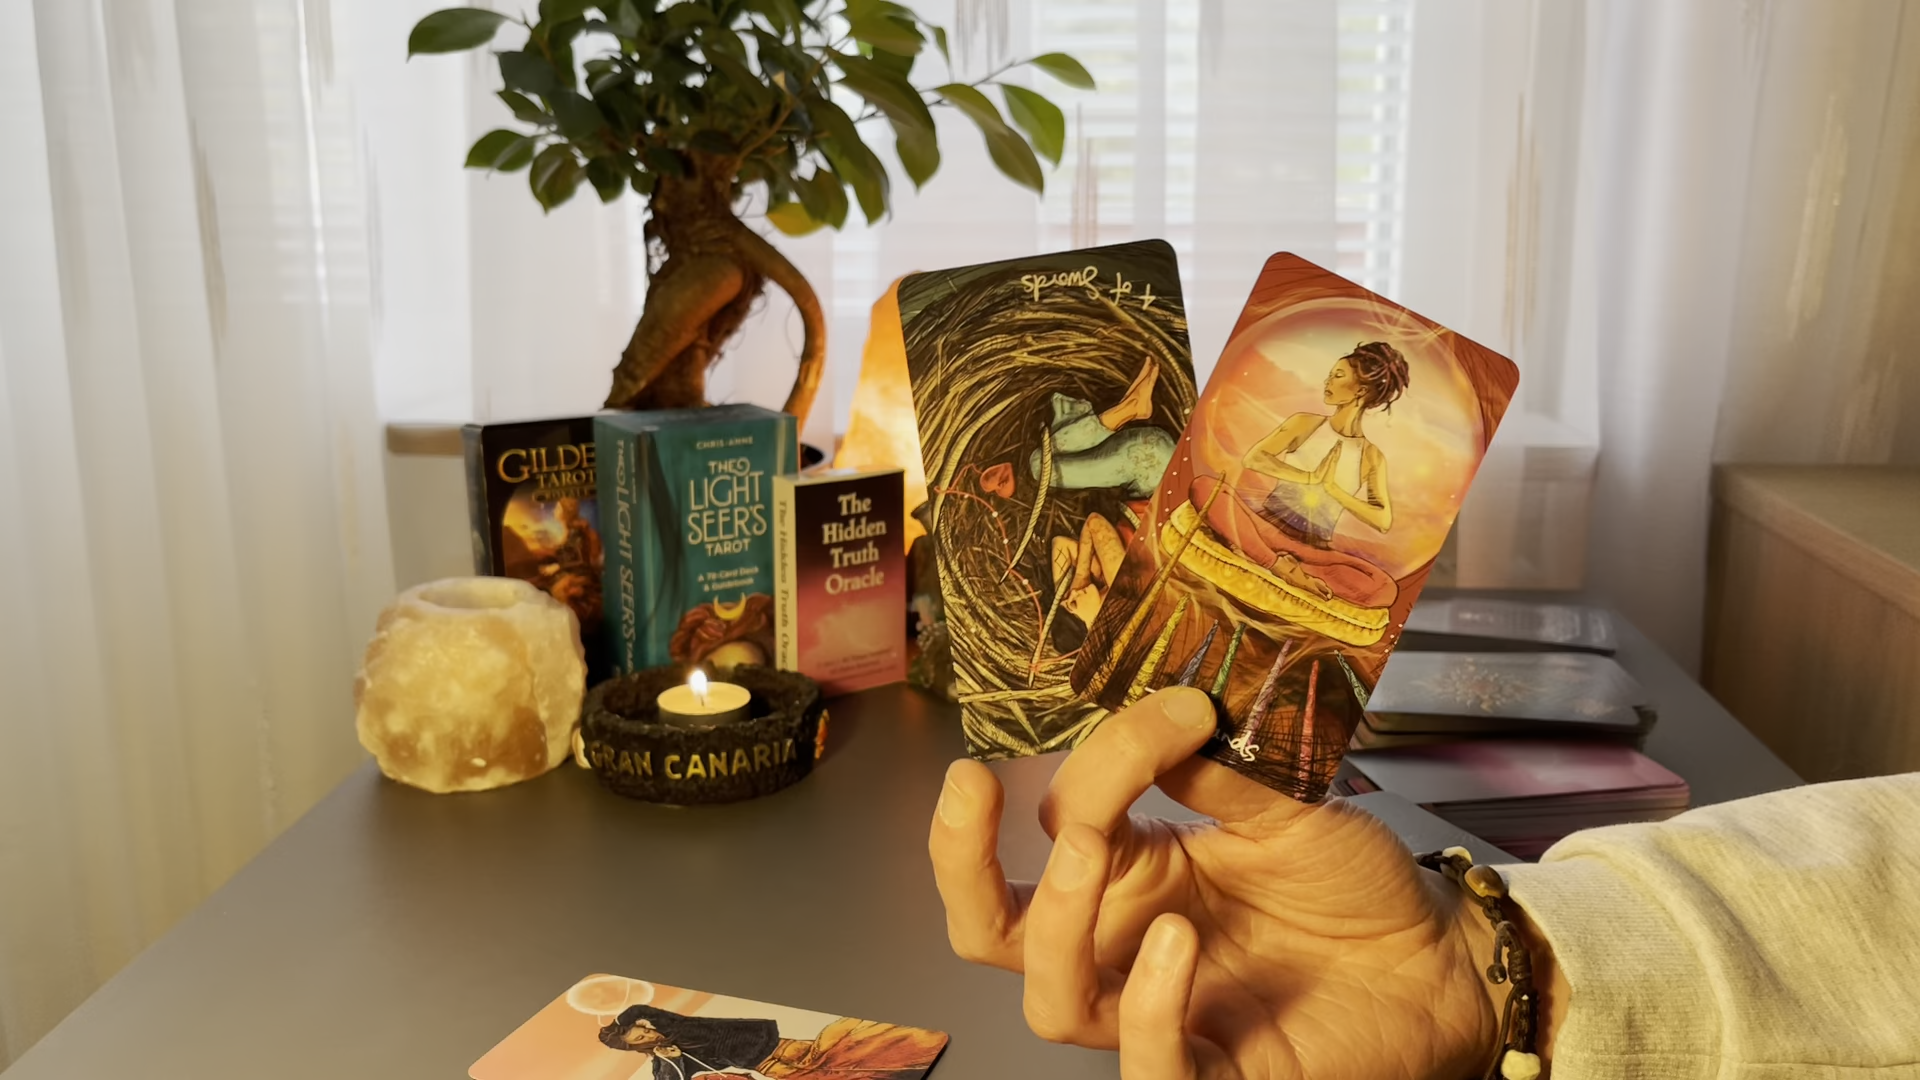 4 of Swords
GILDE
TAROT
THE LIGHT SEER'S
CHRIS-ANNE
THE
LIGHT
SEER'S
TAROT
A 78-Card Deck
& Guidebook
The Hidden Truth
The
Hidden
Truth
Oracle
GRAN CANARIA